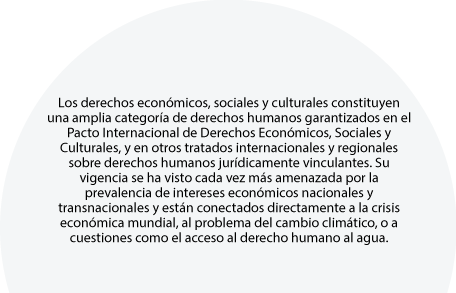 Los derechos económicos, sociales y culturales constituyen
una amplia categoría de derechos humanos garantizados en el
Pacto Internacional de Derechos Económicos, Sociales y
Culturales, y en otros tratados internacionales y regionales
sobre derechos humanos jurídicamente vinculantes. Su
vigencia se ha visto cada vez más amenazada por la
prevalencia de intereses económicos nacionales y
transnacionales y están conectados directamente a la crisis
económica mundial, al problema del cambio climático, o a
cuestiones como el acceso al derecho humano al agua.